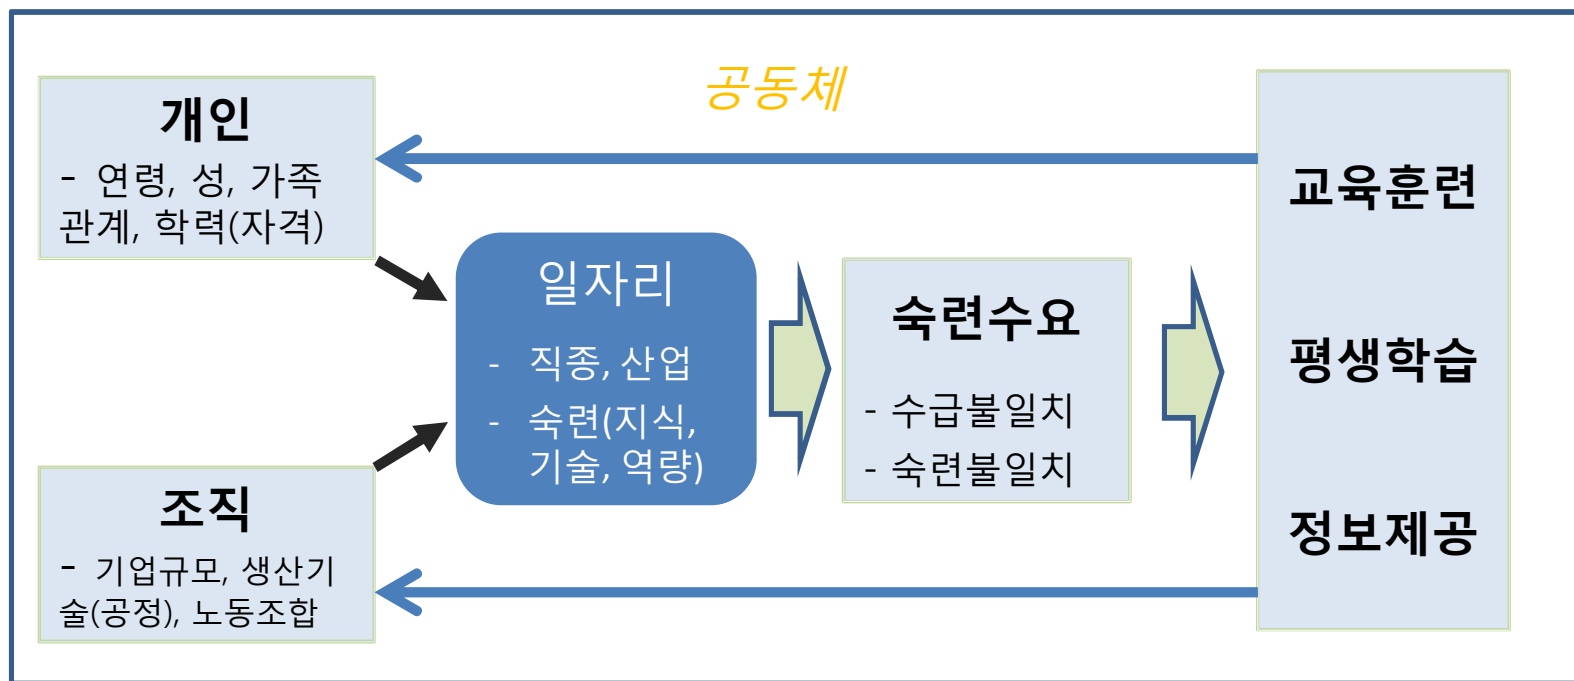 공동체
개인
- 연령, 성, 가족
관계, 학력(자격)
조직
- 기업규모, 생산기
술(공정), 노동조합
일자리
- 직종, 산업
- 숙련(지식,
기술, 역량)
숙련수요
- 수급불일치
- 숙련불일치
교육훈련
평생학습
정보제공